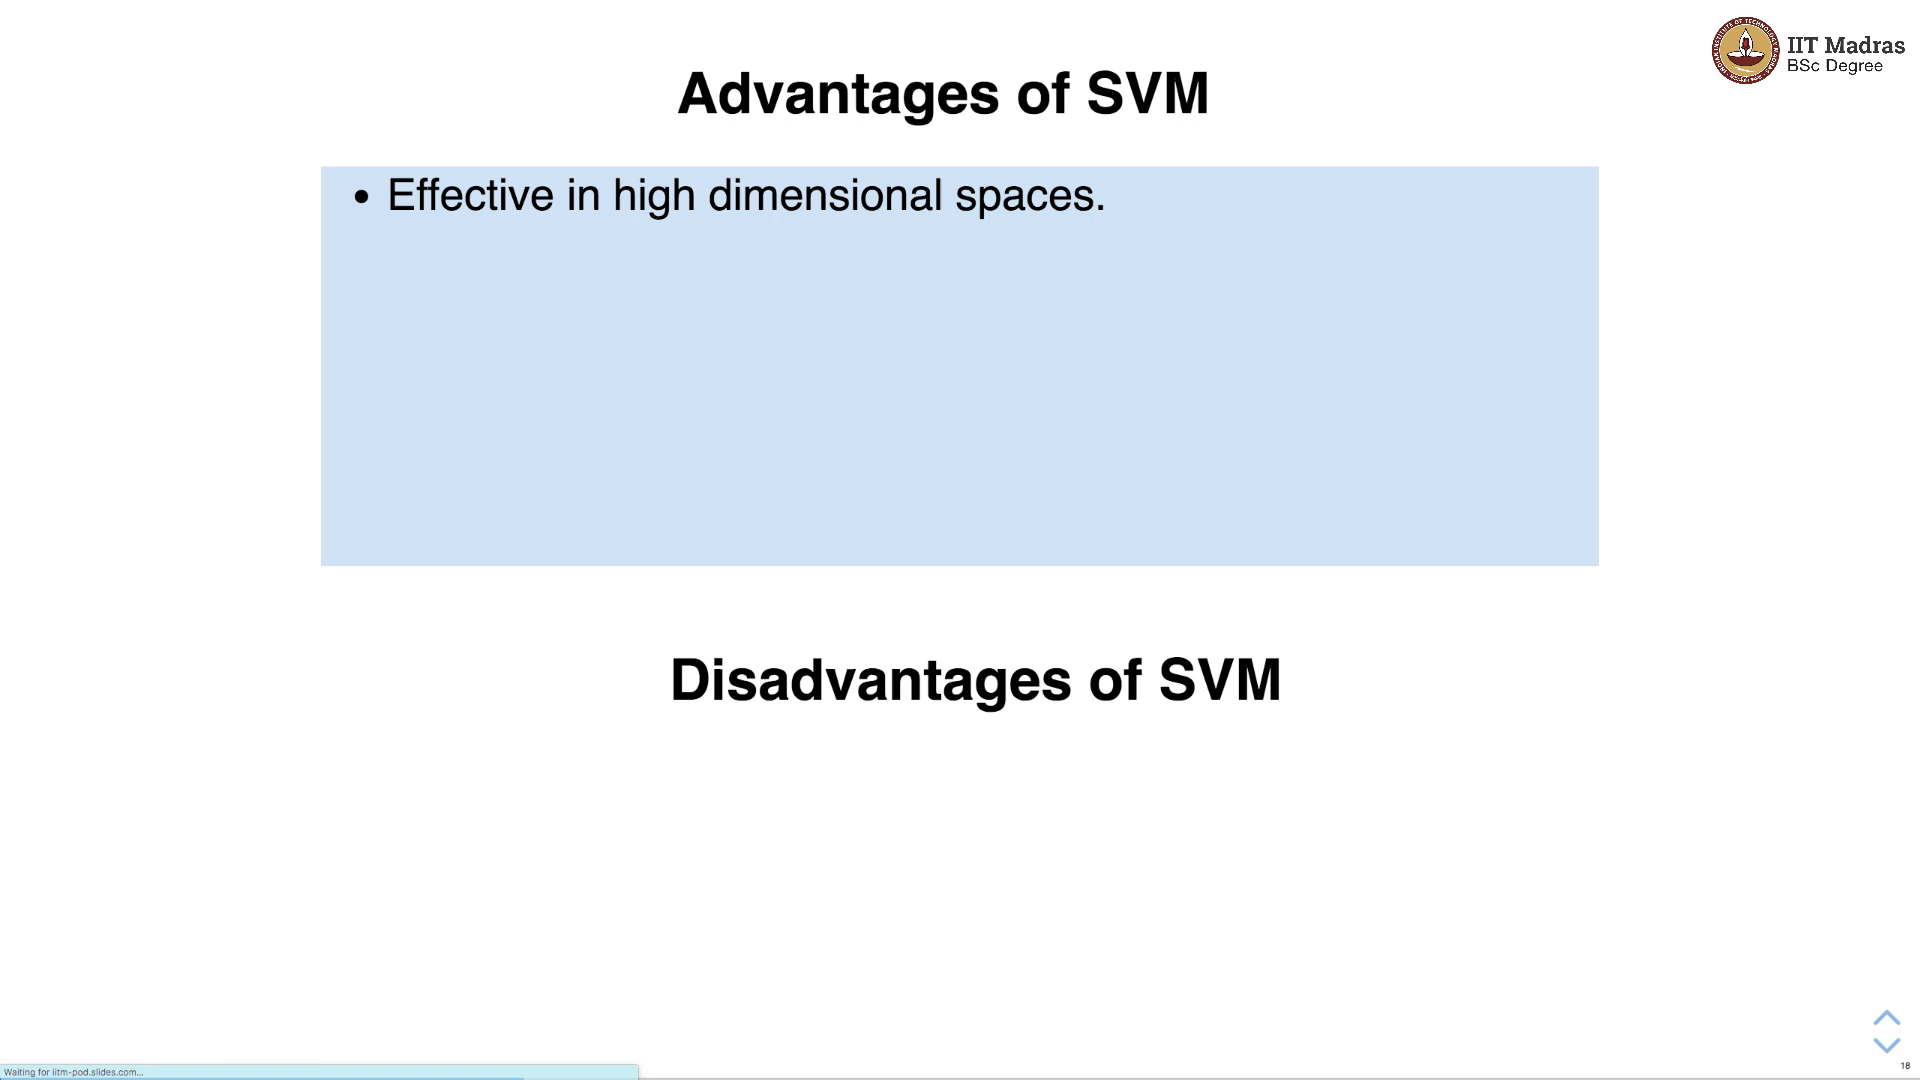 IIT Madras
BSc Degree
Advantages of SVM
• Effective in high dimensional spaces.
Disadvantages of SVM
18
Waiting for iitm-pod.slides.com...